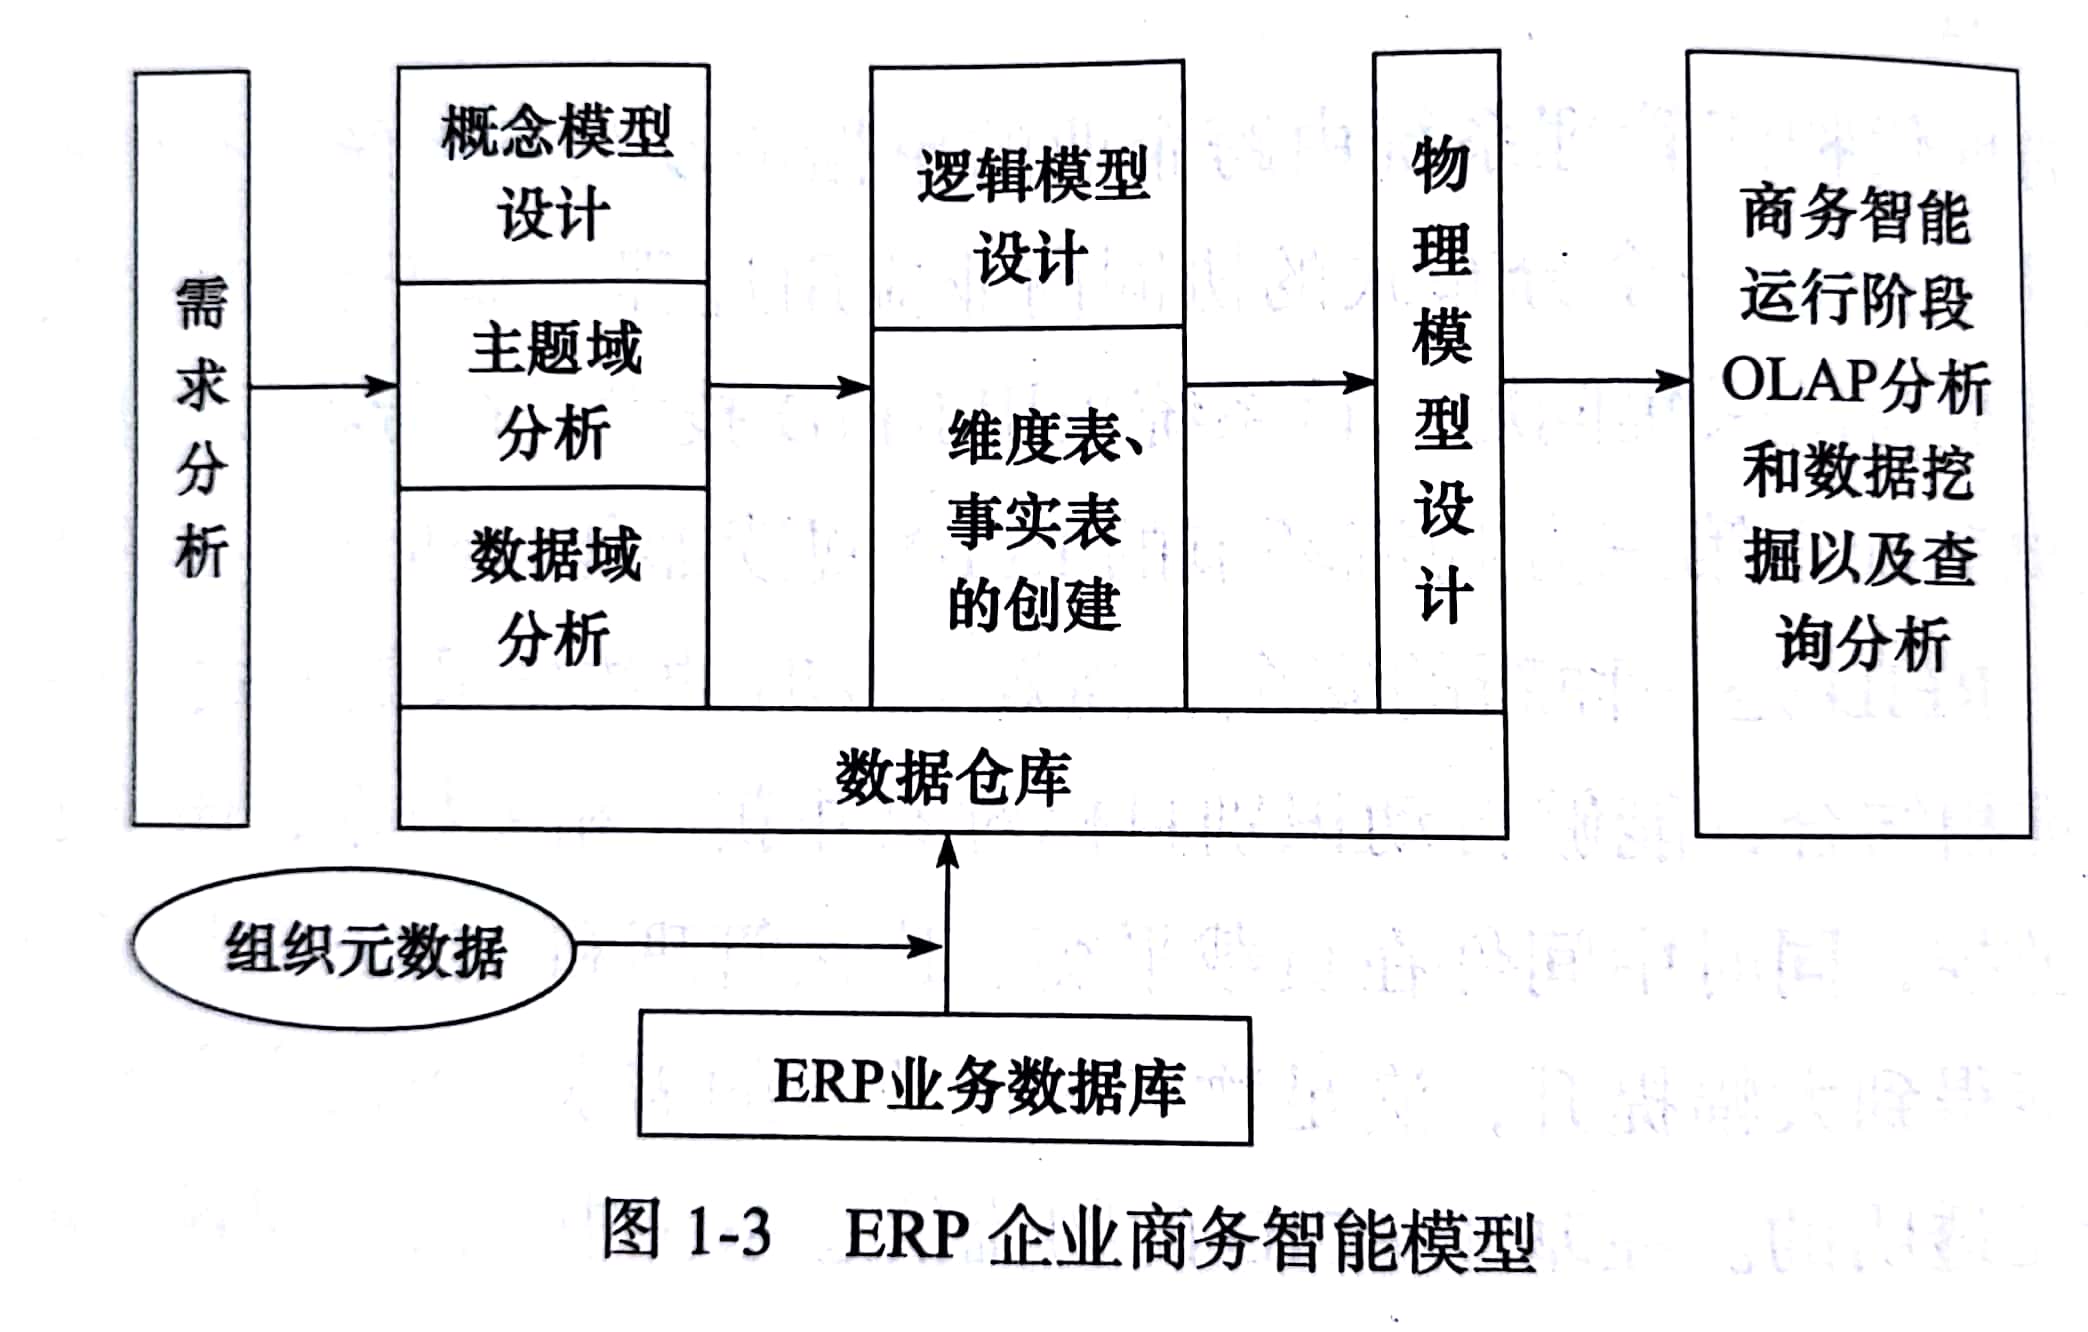 需
求
分
析
概念模型
设计
主题域
分析
数据域
分析
逻辑模型
设计
维度表、
事实表
的创建
物
理
模
型
设
计
商务智能
运行阶段
OLAP分析
和数据挖
掘以及查
询分析
数据仓库
组织元数据
ERP业务数据库
图 1-3 ERP 企业商务智能模型